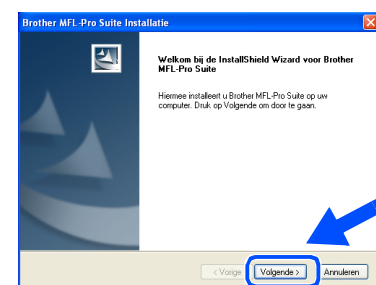 Brother MFL-Pro Suite Installatie
Welkom bij de InstallShield Wizard voor Brother
MFL-Pro Suite
Hiermee installeert u Brother MFL-Pro Suite op uw
computer. Druk op Volgende om door te gaan.
< Vorige Volgende > Annuleren